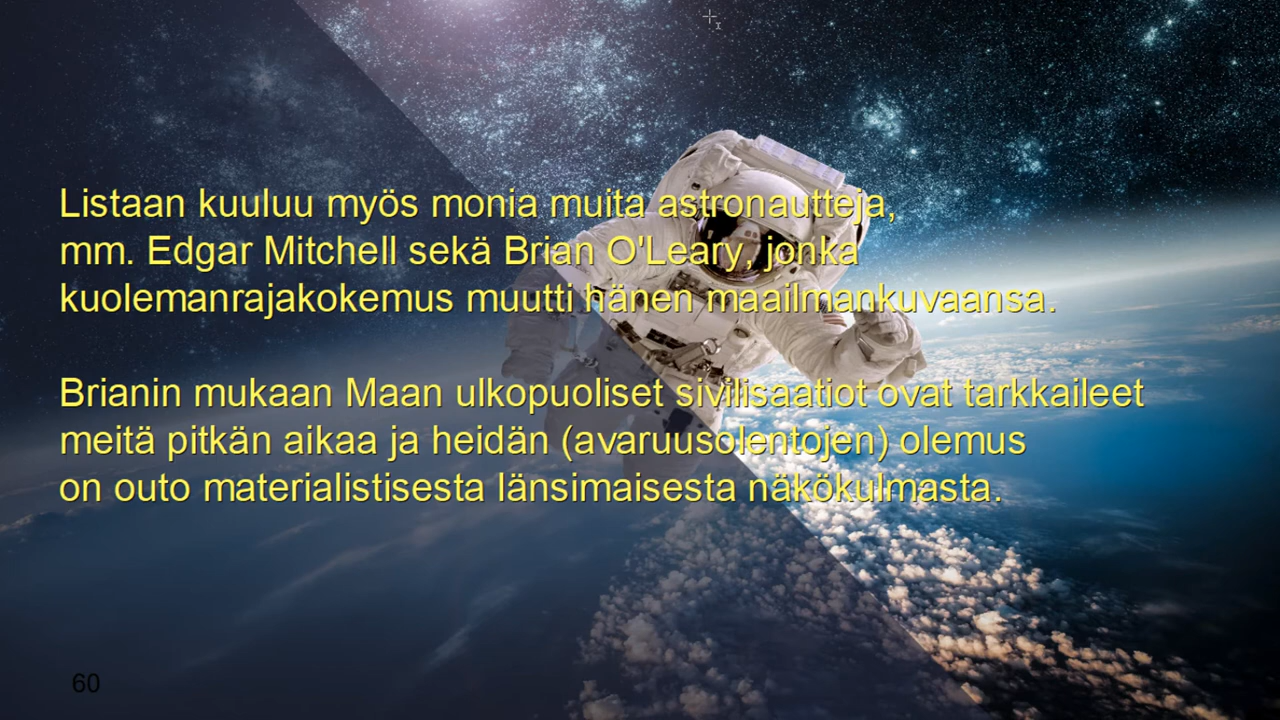 Listaan kuuluu myös monia muita astronautteja,
mm. Edgar Mitchell sekä Brian O'Leary, jonka
kuolemanrajakokemus muutti hänen maailmankuvaansa.
Brianin mukaan Maan ulkopuoliset sivilisaatiot ovat tarkkaileet
meitä pitkän aikaa ja heidän (avaruusolentojen) olemus
on outo materialistisesta länsimaisesta näkökulmasta.
60